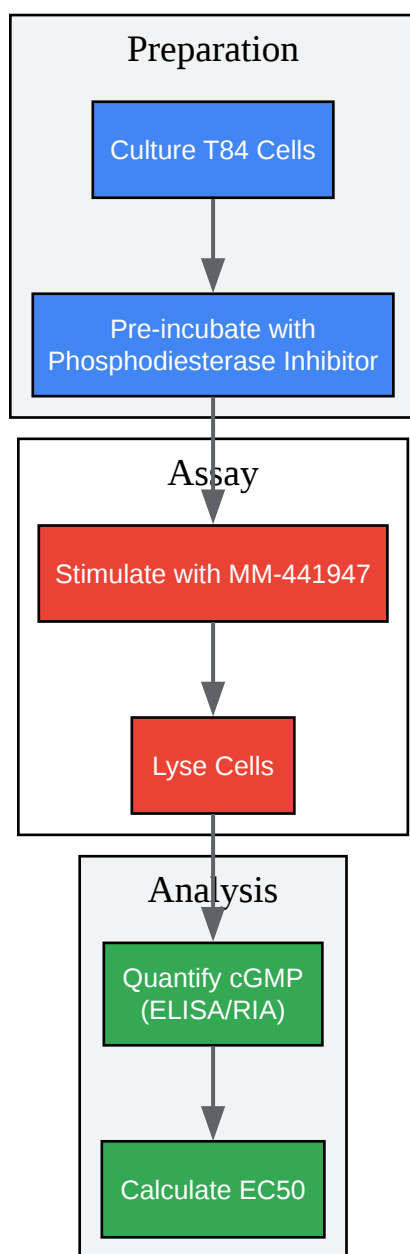 Preparation
Culture T84 Cells
Pre-incubate with
Phosphodiesterase Inhibitor
Assay
Stimulate with MM-441947
Lyse Cells
Analysis
Quantify cGMP
(ELISA/RIA)
Calculate EC50